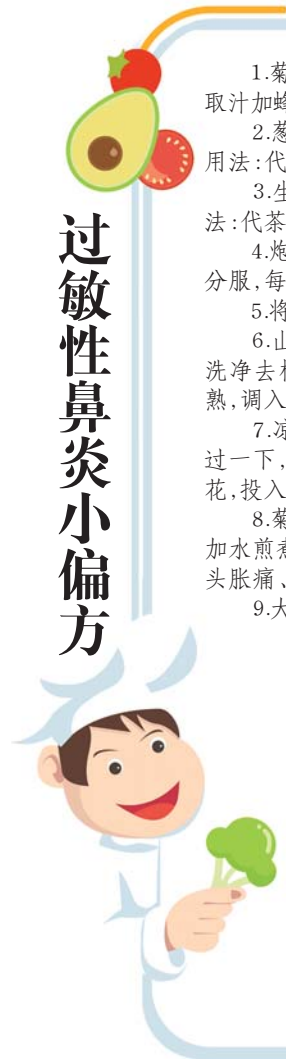 过敏性鼻炎小偏方
1.菊
取汁加蜂
2.葱
用法:代
3.生
法:代茶
4.炮
分服,每
5.将
6.山
洗净去
熟,调入
7.凉
过一下,
花,投入
8.菊
加水煎煮
头胀痛、
9.大